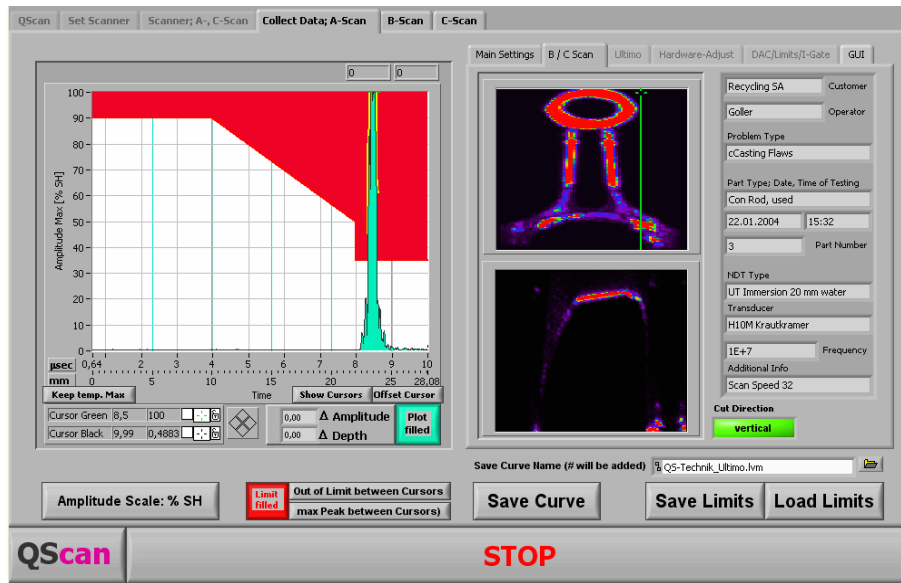 QScan Set Scanner Scanner; A-, C-Scan Collect Data; A-Scan B-Scan C-Scan
Main Settings B / C Scan Ultimo Hardware-Adjust DAC/Limits/I-Gate GUI
0 0
Amplitude Max [% SH]
100
90
80
70
60
50
40
30
20
10
0
µsec 0,64 2 3 4 5 6 7 8 9 10
mm 0 5 10 15 20 25 28,08
Keep temp. Max Time Show Cursors Offset Cursor
Cursor Green 8,5 100
Cursor Black 9,99 0,4883
0,00 Δ Amplitude
0,00 Δ Depth
Plot
filled
Recycling SA Customer
Goller Operator
Problem Type
cCasting Flaws
Part Type; Date, Time of Testing
Con Rod, used
22.01.2004 15:32
3 Part Number
NDT Type
UT Immersion 20 mm water
Transducer
H10M Krautkramer
1E+7 Frequency
Additional Info
Scan Speed 32
Cut Direction
vertical
Save Curve Name (# will be added) QS-Technik_Ultimo.lvm
Amplitude Scale: % SH
Limit
filled
Out of Limit between Cursors
max Peak between Cursors)
Save Curve Save Limits Load Limits
QScan STOP